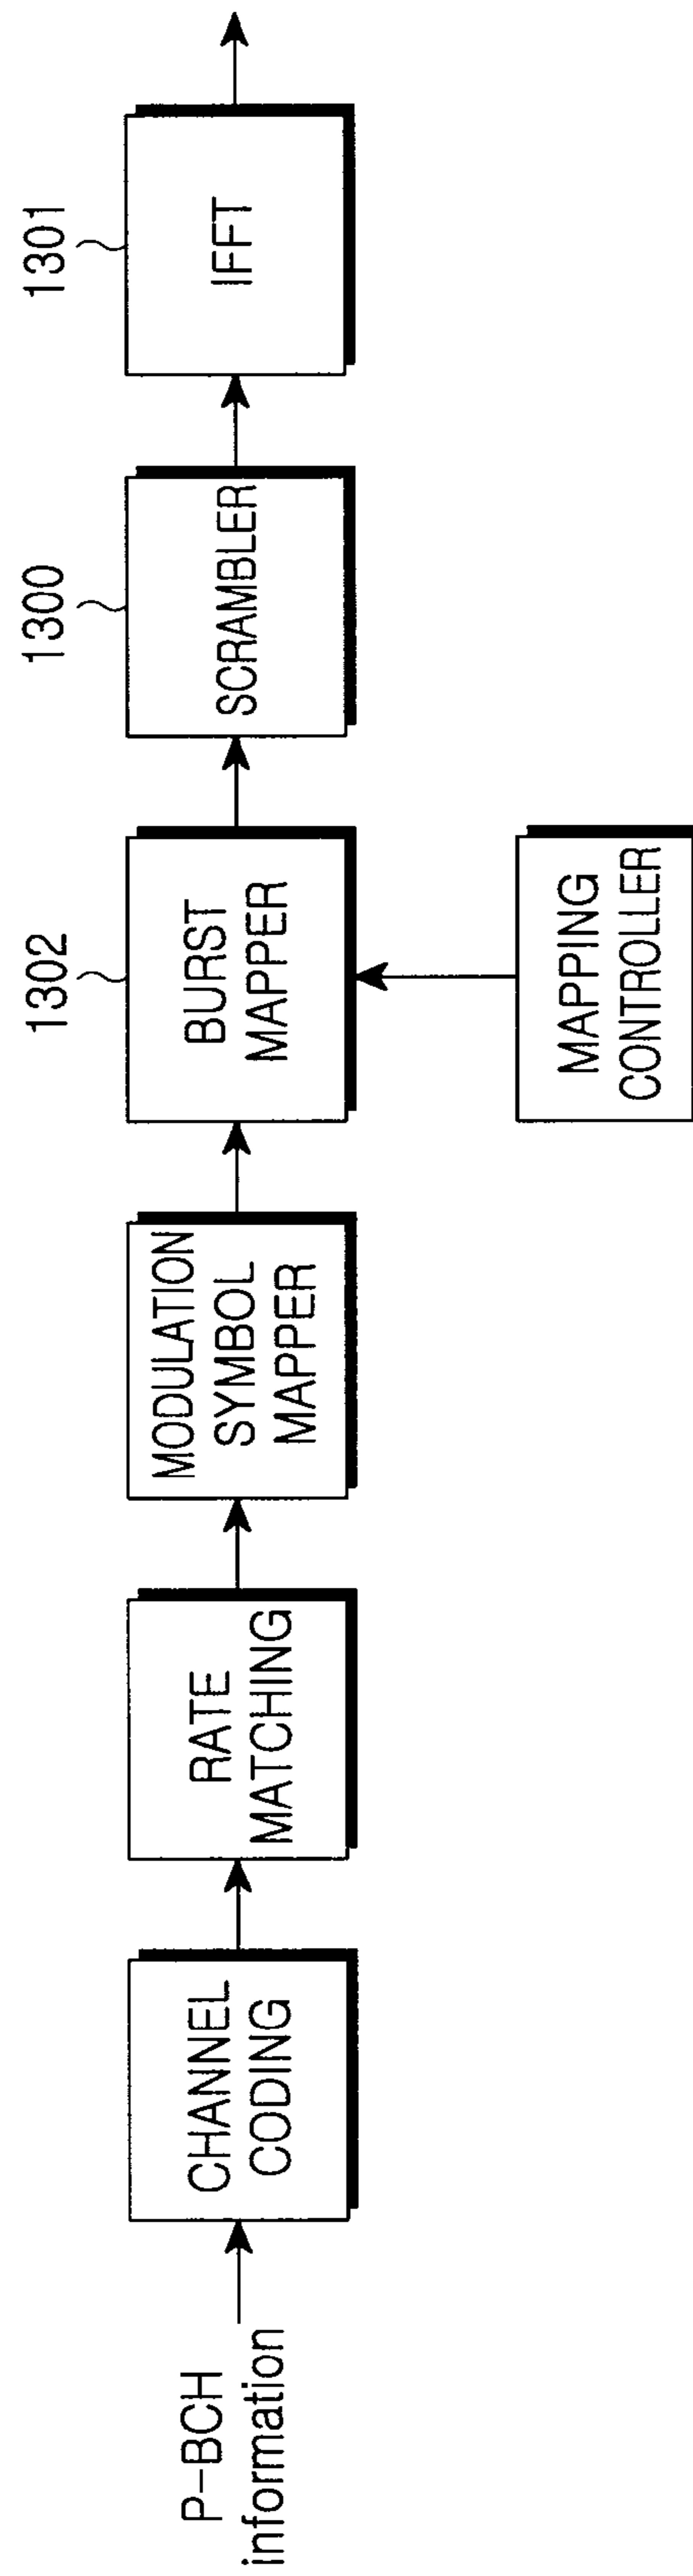 P-BCH
information
CHANNEL
CODING
RATE
MATCHING
MODULATION
SYMBOL
MAPPER
1302
BURST
MAPPER
MAPPING
CONTROLLER
1300
SCRAMBLER
1301
IFFT